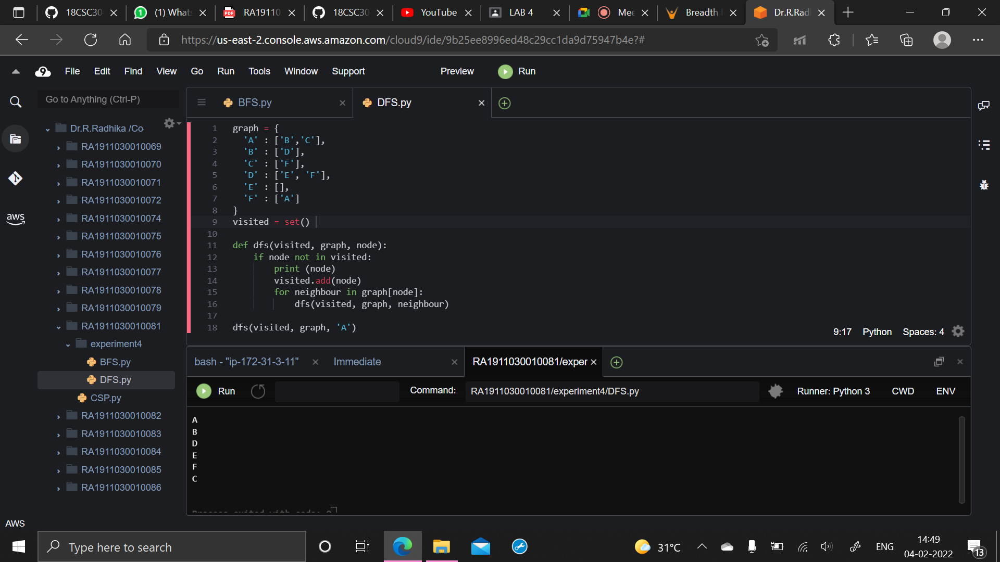 18CSC30
(1) Whats
RA19110
18CSC30
YouTube
LAB 4
Mee
Breadth
Dr.R.Rad
https://us-east-2.console.aws.amazon.com/cloud9/ide/9b25ee8996ed48c29cc1da9d75947b4e?#
File Edit Find View Go Run Tools Window Support Preview Run
Go to Anything (Ctrl-P)
BFS.py
DFS.py
Dr.R.Radhika /Co
RA1911030010069
RA1911030010070
RA1911030010071
RA1911030010072
RA1911030010074
RA1911030010075
RA1911030010076
RA1911030010077
RA1911030010078
RA1911030010079
RA1911030010081
experiment4
BFS.py
DFS.py
CSP.py
RA1911030010082
RA1911030010083
RA1911030010084
RA1911030010085
RA1911030010086
aws
AWS
1 graph = {
2 'A' : ['B','C'],
3 'B' : ['D'],
4 'C' : ['F'],
5 'D' : ['E', 'F'],
6 'E' : [],
7 'F' : ['A']
8 }
9 visited = set()
10
11 def dfs(visited, graph, node):
12 if node not in visited:
13 print (node)
14 visited.add(node)
15 for neighbour in graph[node]:
16 dfs(visited, graph, neighbour)
17
18 dfs(visited, graph, 'A')
9:17 Python Spaces: 4
bash - "ip-172-31-3-11"
Immediate
RA1911030010081/exper
Run
Command: RA1911030010081/experiment4/DFS.py
Runner: Python 3 CWD ENV
A
B
D
E
F
C
Type here to search
31°C
ENG
14:49
04-02-2022
13